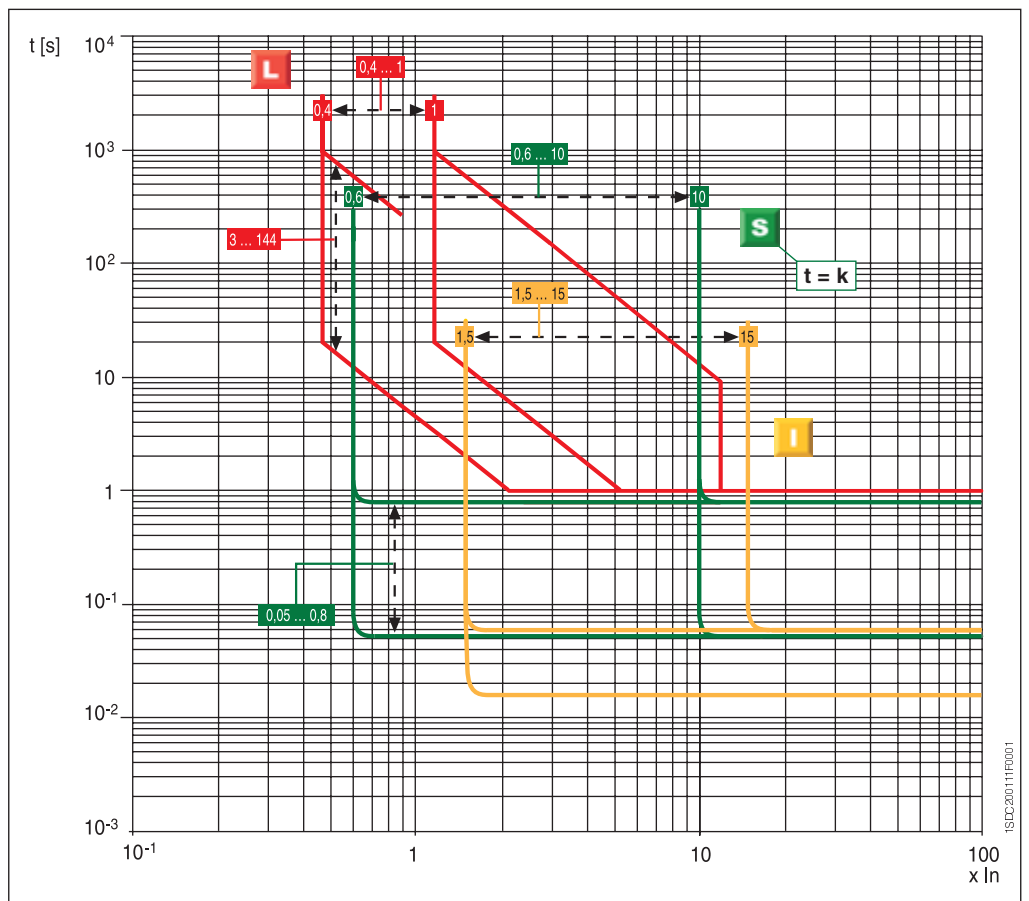 t [s]
10⁴
L
0,4 ... 1
0,4
1
10³
0,6 ... 10
0,6
10
S
3 ... 144
10²
t = k
1,5 ... 15
1,5
15
10
I
1
10⁻¹
0,05 ... 0,8
10⁻²
10⁻³
10⁻¹
1
10
100
x In
1SDC200111F0001